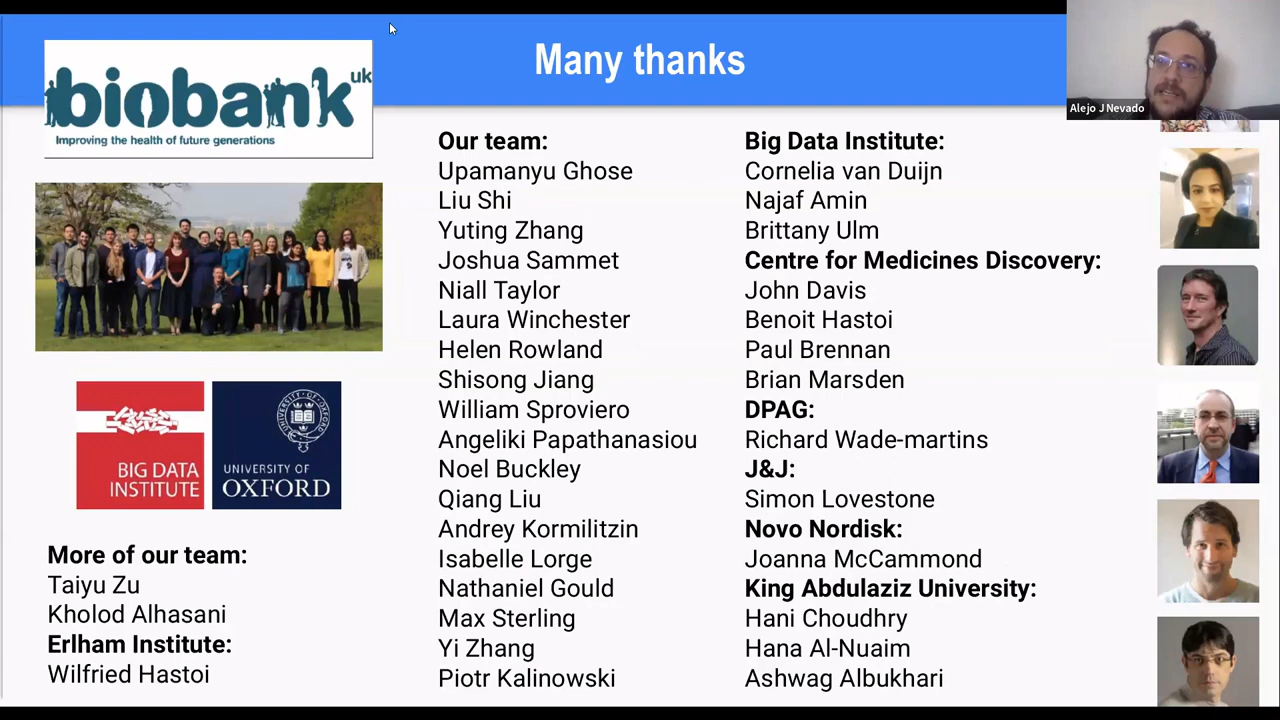 Many thanks
biobank uk
Improving the health of future generations
Alejo J Nevado
BIG DATA
INSTITUTE
UNIVERSITY OF
OXFORD
More of our team:
Taiyu Zu
Kholod Alhasani
Erlham Institute:
Wilfried Hastoi
Our team:
Upamanyu Ghose
Liu Shi
Yuting Zhang
Joshua Sammet
Niall Taylor
Laura Winchester
Helen Rowland
Shisong Jiang
William Sproviero
Angeliki Papathanasiou
Noel Buckley
Qiang Liu
Andrey Kormilitzin
Isabelle Lorge
Nathaniel Gould
Max Sterling
Yi Zhang
Piotr Kalinowski
Big Data Institute:
Cornelia van Duijn
Najaf Amin
Brittany Ulm
Centre for Medicines Discovery:
John Davis
Benoit Hastoi
Paul Brennan
Brian Marsden
DPAG:
Richard Wade-martins
J&J:
Simon Lovestone
Novo Nordisk:
Joanna McCammond
King Abdulaziz University:
Hani Choudhry
Hana Al-Nuaim
Ashwag Albukhari